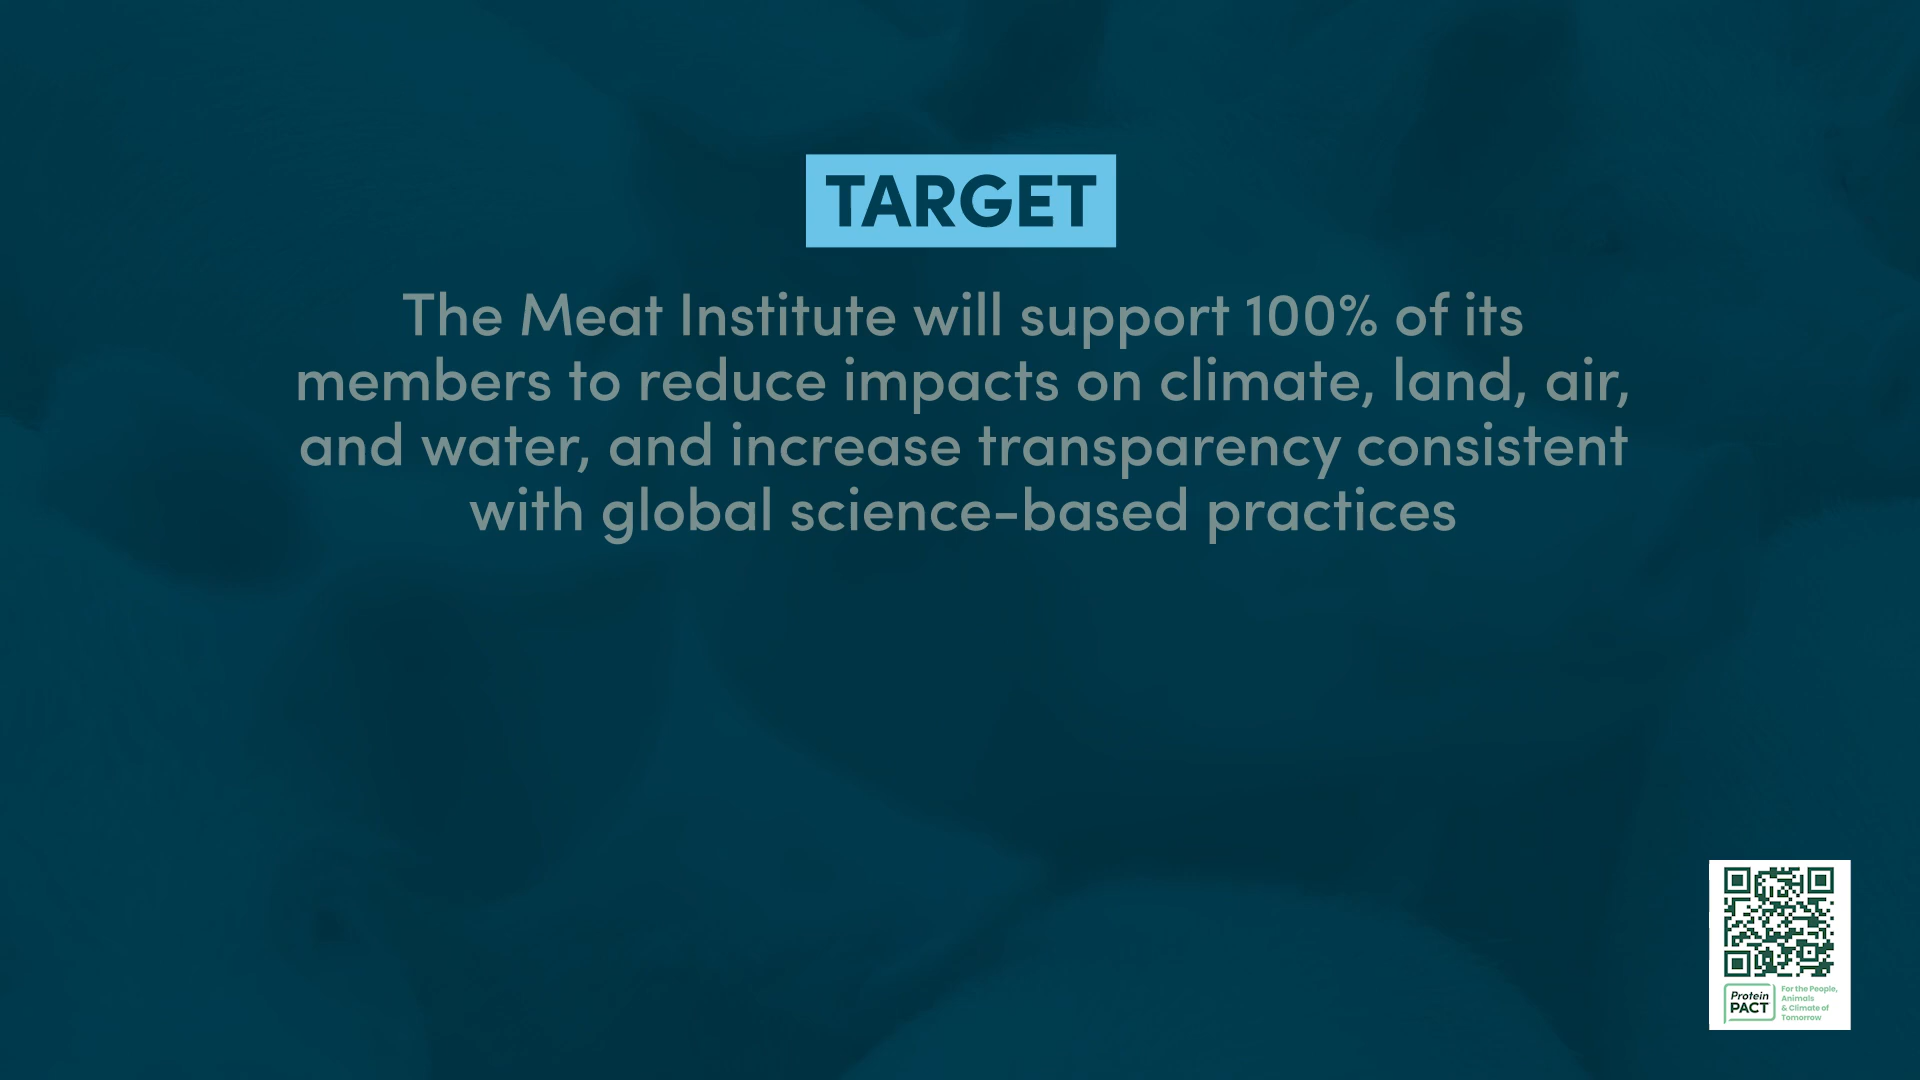 TARGET
The Meat Institute will support 100% of its
members to reduce impacts on climate, land, air,
and water, and increase transparency consistent
with global science-based practices
Protein
PACT
For the People,
Animals
& Climate of
Tomorrow